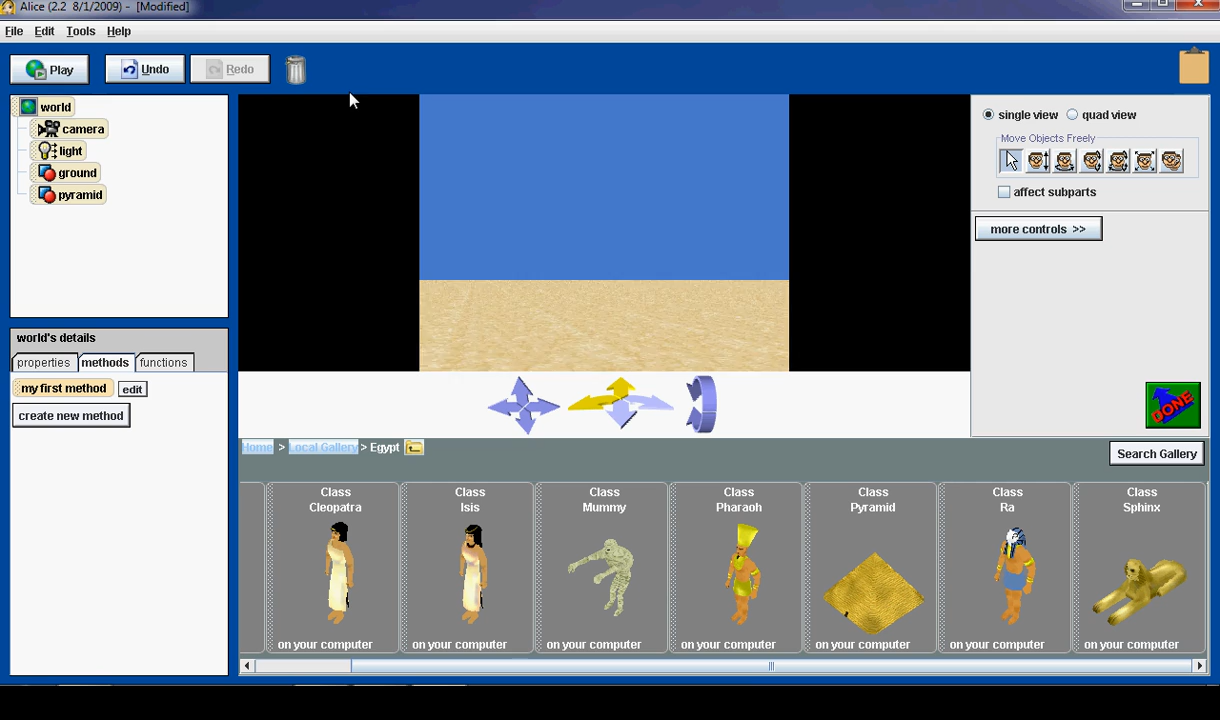 Alice (2.2 8/1/2009) - [Modified]
File Edit Tools Help
Play Undo Redo
world
camera
light
ground
pyramid
single view quad view
Move Objects Freely
affect subparts
more controls >>
DONE
world's details
properties methods functions
my first method edit
create new method
Home > Local Gallery > Egypt
Search Gallery
Class Cleopatra
on your computer
Class Isis
on your computer
Class Mummy
on your computer
Class Pharaoh
on your computer
Class Pyramid
on your computer
Class Ra
on your computer
Class Sphinx
on your computer